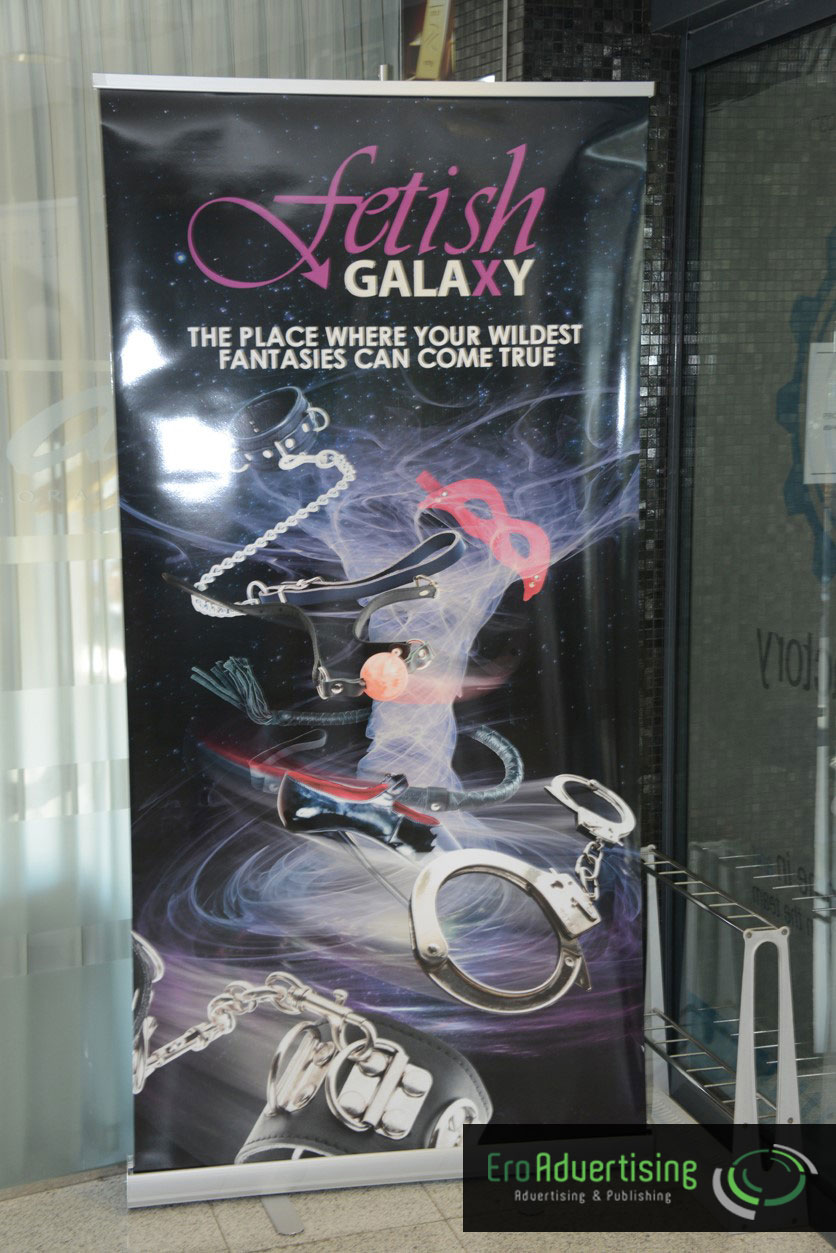 fetish
GALAXY
THE PLACE WHERE YOUR WILDEST
FANTASIES CAN COME TRUE
EroAdvertising
Advertising & Publishing